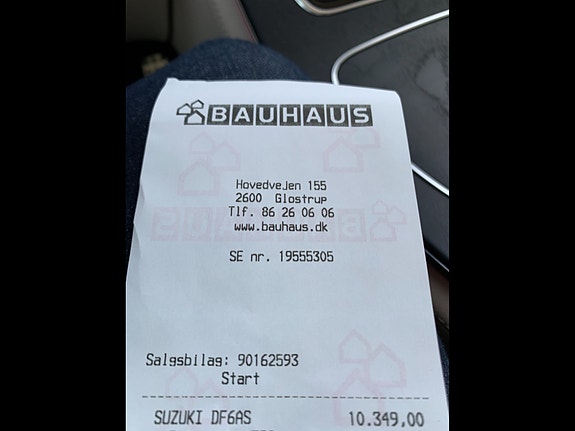 BAUHAUS
Hovedvejen 155
2600 Glostrup
Tlf. 86 26 06 06
www.bauhaus.dk
SE nr. 19555305
Salgsbilag: 90162593
Start
SUZUKI DF6AS 10.349,00